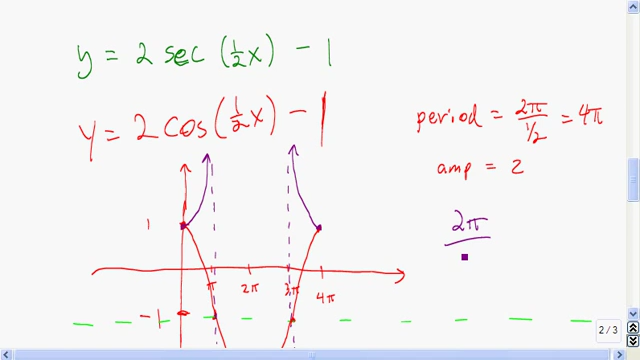 y = 2 sec (½x) - 1
y = 2 cos (½x) - 1
period = 2π / ½ = 4π
amp = 2
2π
1
π 2π 3π 4π
-1
2 / 3